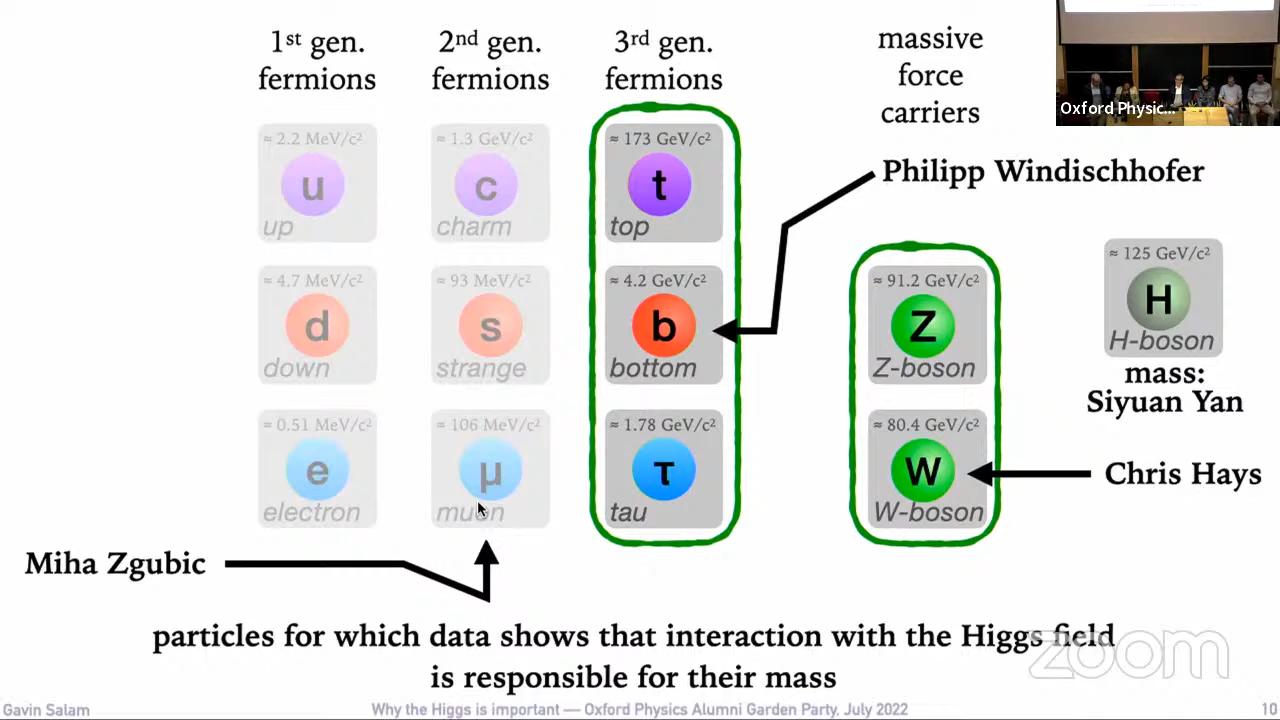 1st gen.
fermions
2nd gen.
fermions
3rd gen.
fermions
massive
force
carriers
Oxford Physic...
≈ 2.2 MeV/c²
u
up
≈ 1.3 GeV/c²
c
charm
≈ 173 GeV/c²
t
top
Philipp Windischhofer
≈ 4.7 MeV/c²
d
down
≈ 93 MeV/c²
s
strange
≈ 4.2 GeV/c²
b
bottom
≈ 91.2 GeV/c²
Z
Z-boson
≈ 125 GeV/c²
H
H-boson
mass:
Siyuan Yan
≈ 0.51 MeV/c²
e
electron
≈ 106 MeV/c²
μ
muon
≈ 1.78 GeV/c²
τ
tau
≈ 80.4 GeV/c²
W
W-boson
Chris Hays
Miha Zgubic
particles for which data shows that interaction with the Higgs field
is responsible for their mass
zoom
Gavin Salam
Why the Higgs is important — Oxford Physics Alumni Garden Party, July 2022
10